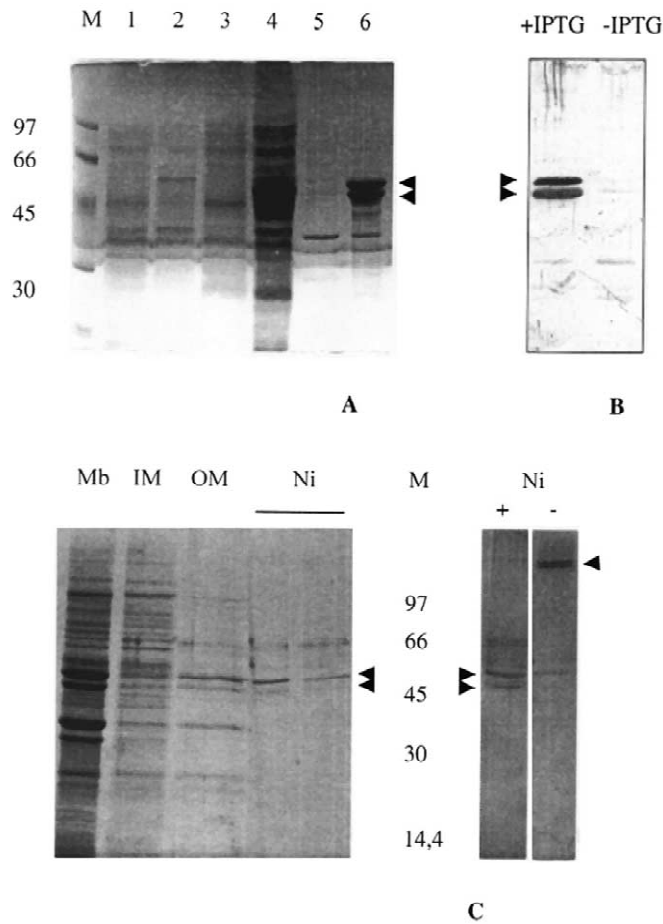 M 1 2 3 4 5 6
+IPTG -IPTG
97
66
45
30
A
B
Mb IM OM Ni
M
Ni
+ -
97
66
45
30
14,4
C